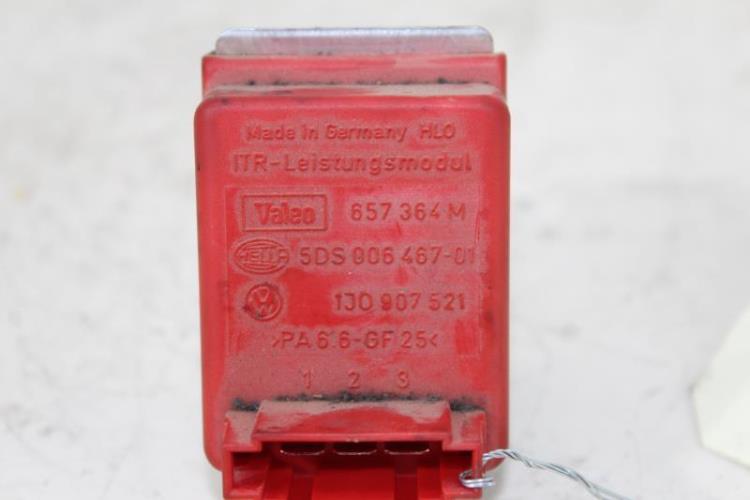 Made in Germany HLO
ITR-Leistungsmodul
Valeo 657 364 M
HELLA 5DS 006 467-01
VW 1J0 907 521
>PA 6.6-GF 25<
1 2 3